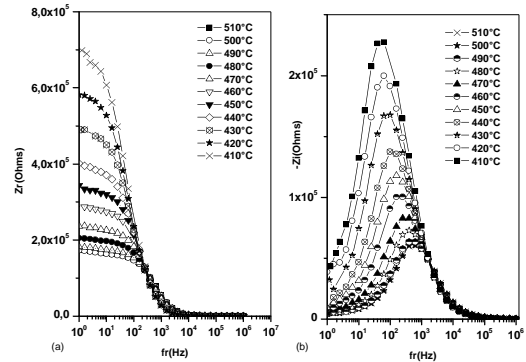 (a)
8,0x10⁵
6,0x10⁵
4,0x10⁵
2,0x10⁵
0,0
Zr(Ohms)
10⁰ 10¹ 10² 10³ 10⁴ 10⁵ 10⁶ 10⁷
fr(Hz)
510°C
500°C
490°C
480°C
470°C
460°C
450°C
440°C
430°C
420°C
410°C
(b)
2x10⁵
1x10⁵
0
-Zi(Ohms)
10⁰ 10¹ 10² 10³ 10⁴ 10⁵ 10⁶
fr(Hz)
510°C
500°C
490°C
480°C
470°C
460°C
450°C
440°C
430°C
420°C
410°C
(a)
(b)